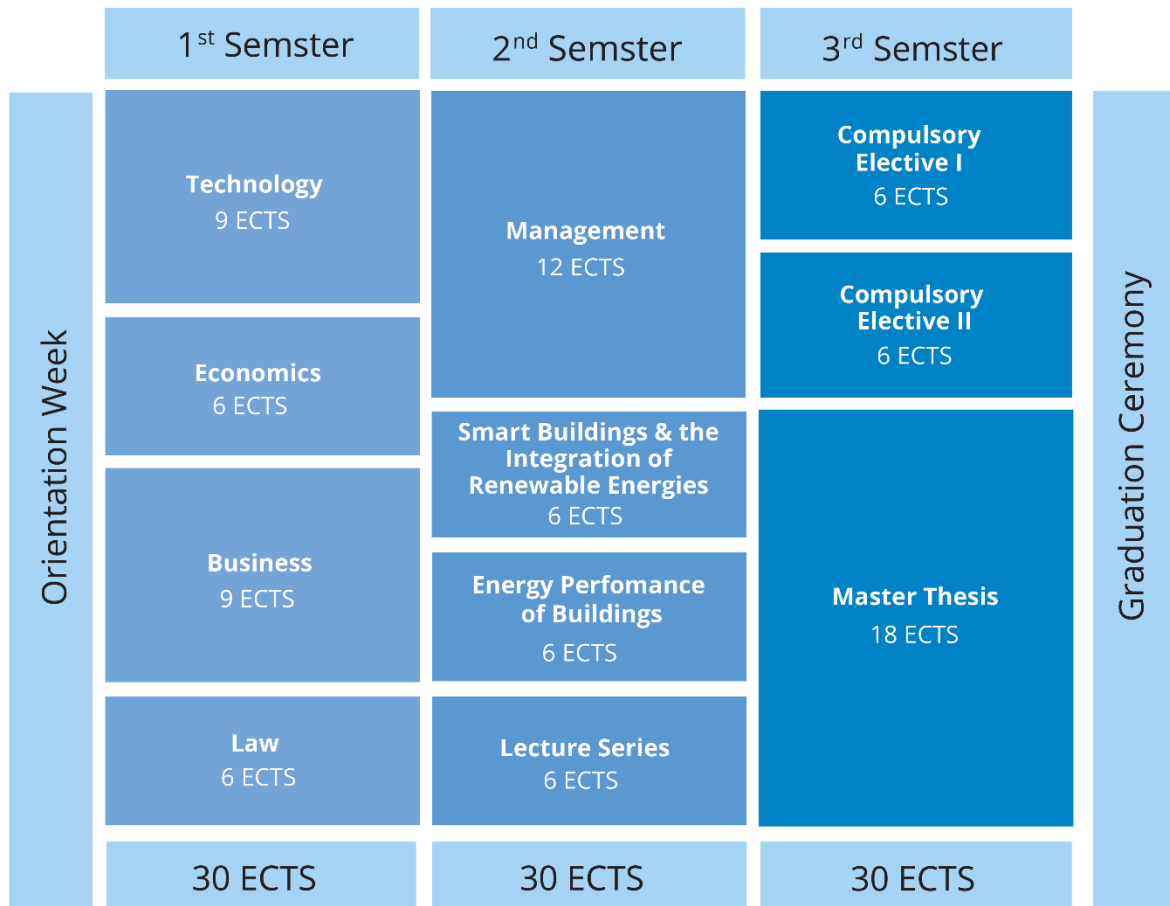 1st Semster
2nd Semster
3rd Semster
Orientation Week
Technology
9 ECTS
Economics
6 ECTS
Business
9 ECTS
Law
6 ECTS
30 ECTS
Management
12 ECTS
Smart Buildings & the
Integration of
Renewable Energies
6 ECTS
Energy Perfomance
of Buildings
6 ECTS
Lecture Series
6 ECTS
30 ECTS
Compulsory
Elective I
6 ECTS
Compulsory
Elective II
6 ECTS
Master Thesis
18 ECTS
30 ECTS
Graduation Ceremony